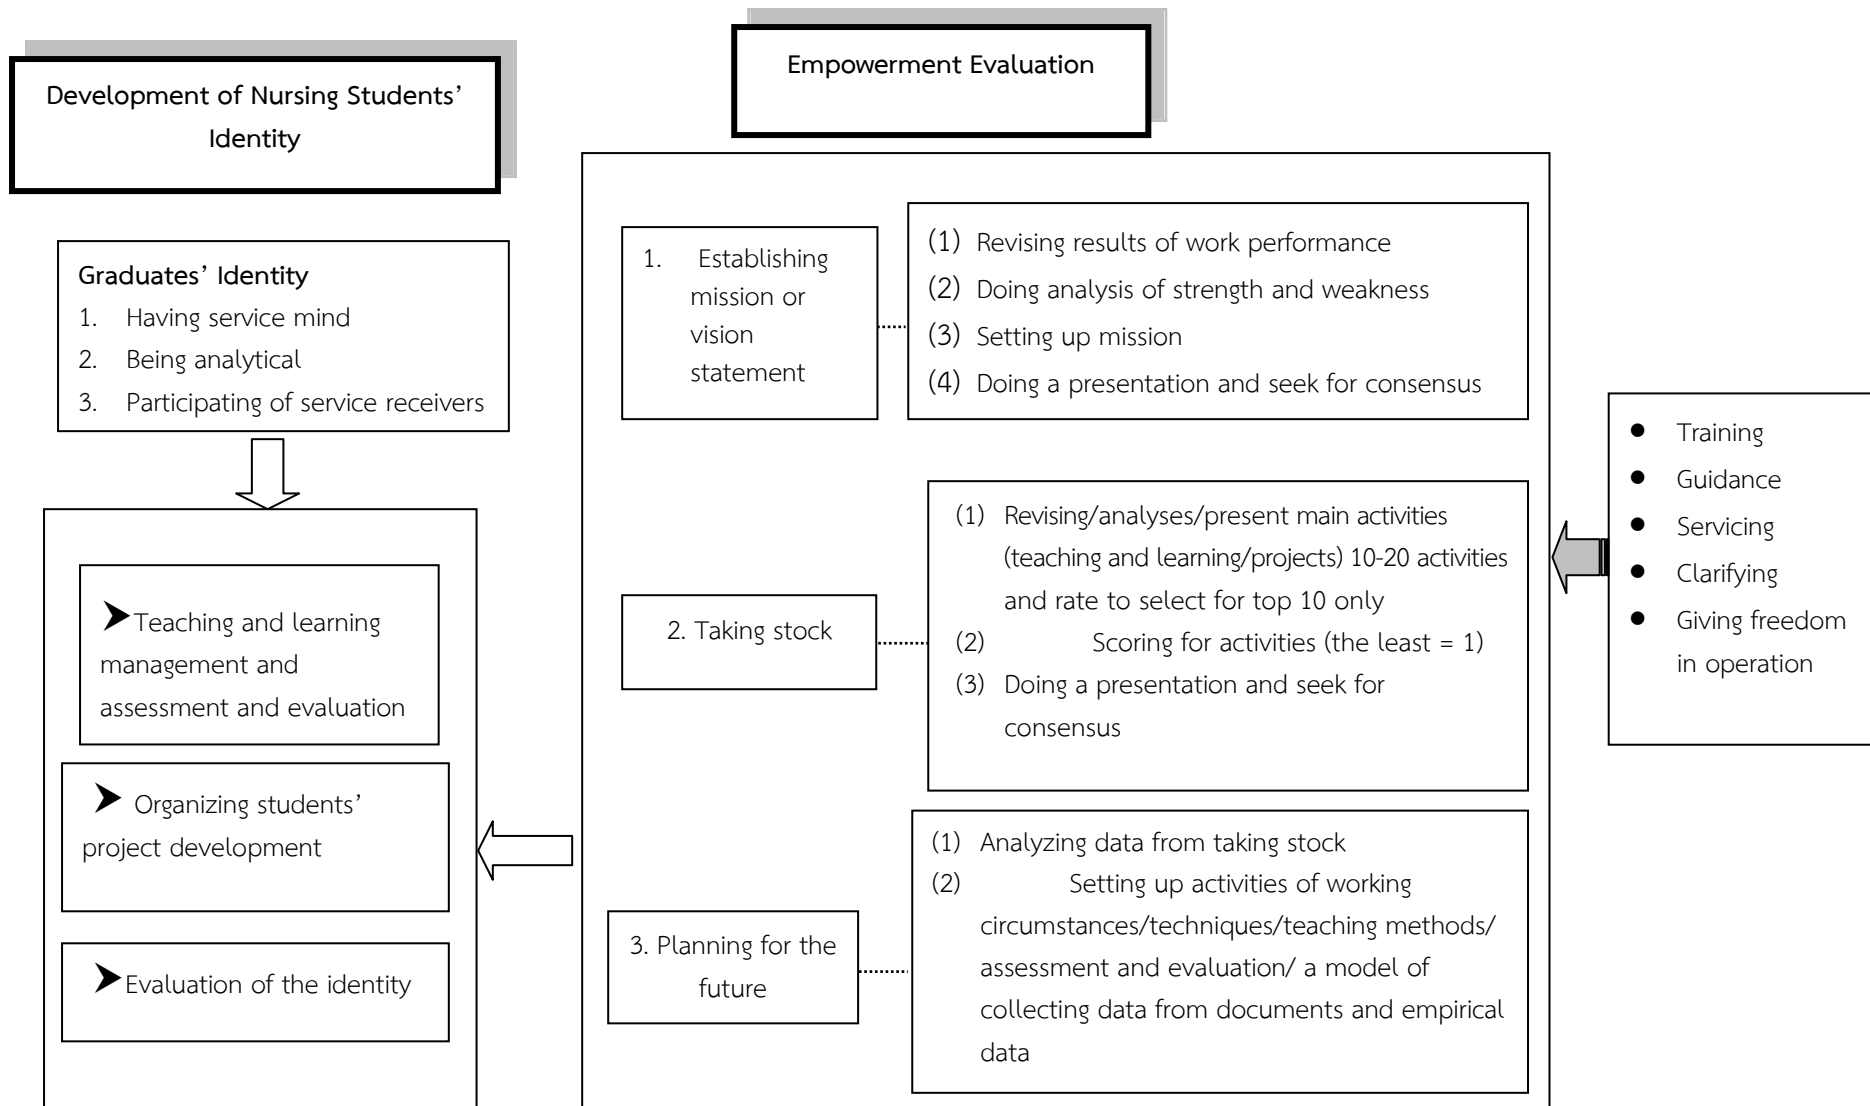 Development of Nursing Students’
Identity
Graduates’ Identity
1. Having service mind
2. Being analytical
3. Participating of service receivers
➤Teaching and learning
management and
assessment and evaluation
➤ Organizing students’
project development
➤Evaluation of the identity
Empowerment Evaluation
1. Establishing
mission or
vision
statement
(1) Revising results of work performance
(2) Doing analysis of strength and weakness
(3) Setting up mission
(4) Doing a presentation and seek for consensus
2. Taking stock
(1) Revising/analyses/present main activities
(teaching and learning/projects) 10-20 activities
and rate to select for top 10 only
(2) Scoring for activities (the least = 1)
(3) Doing a presentation and seek for
consensus
3. Planning for the
future
(1) Analyzing data from taking stock
(2) Setting up activities of working
circumstances/techniques/teaching methods/
assessment and evaluation/ a model of
collecting data from documents and empirical
data
● Training
● Guidance
● Servicing
● Clarifying
● Giving freedom
in operation